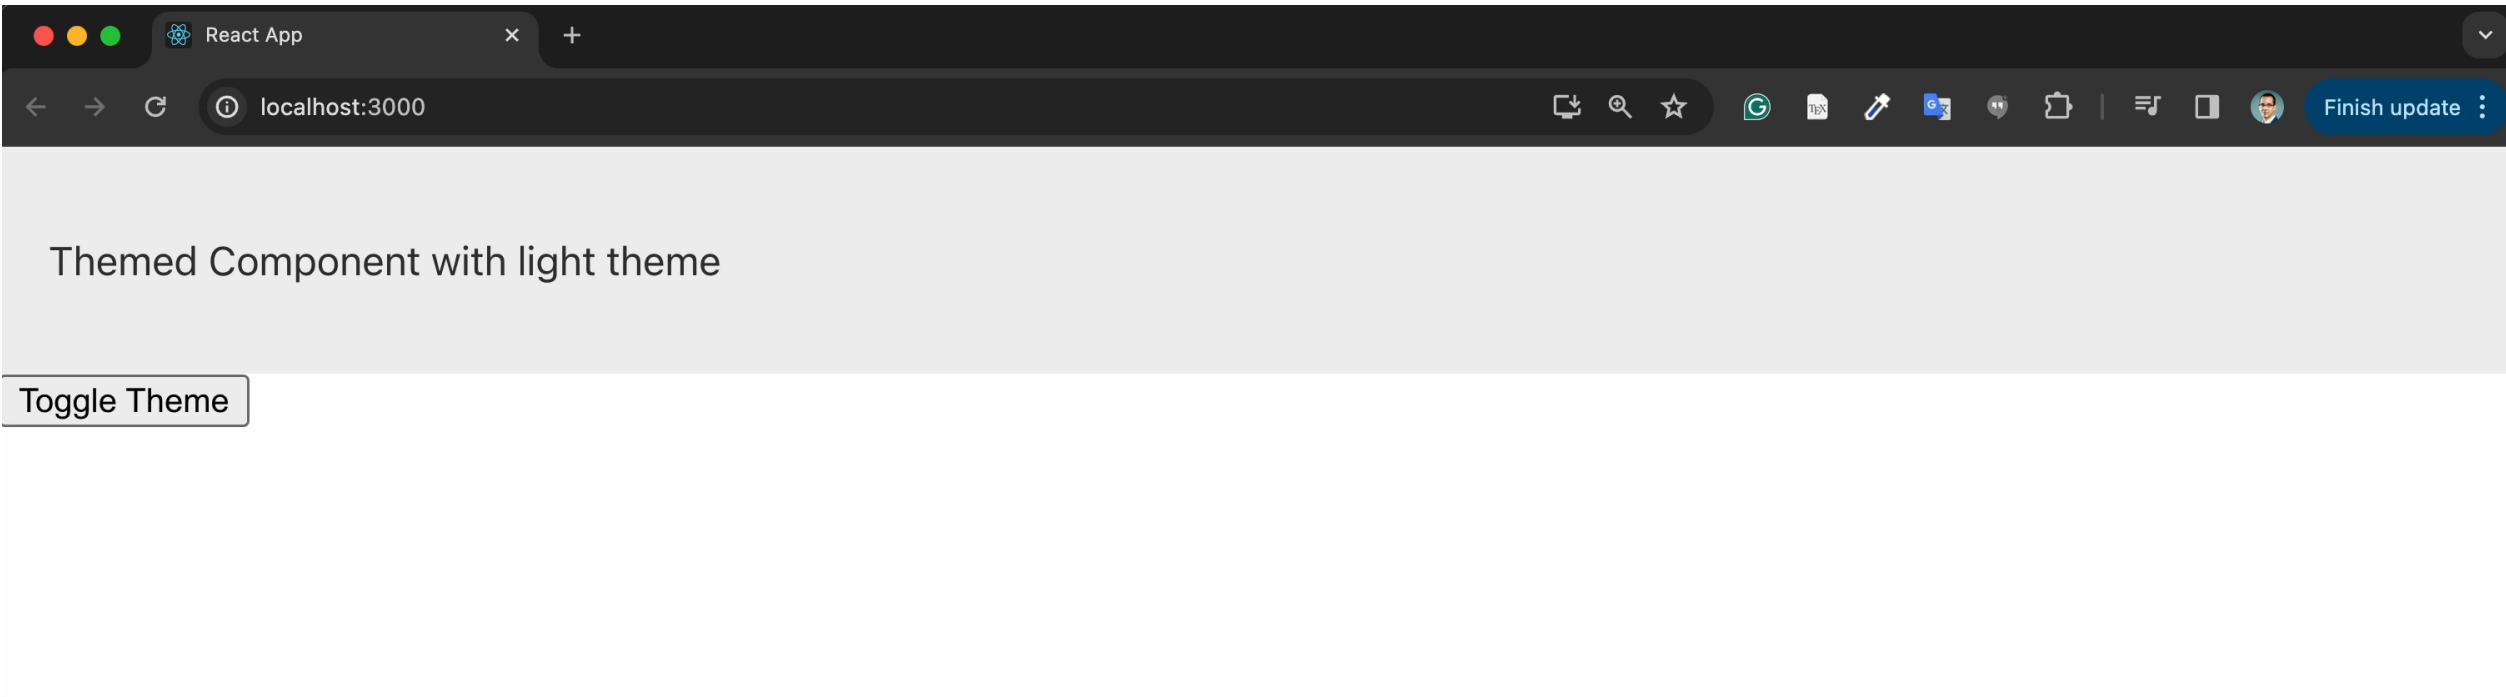 React App
localhost:3000
Finish update
Themed Component with light theme
Toggle Theme